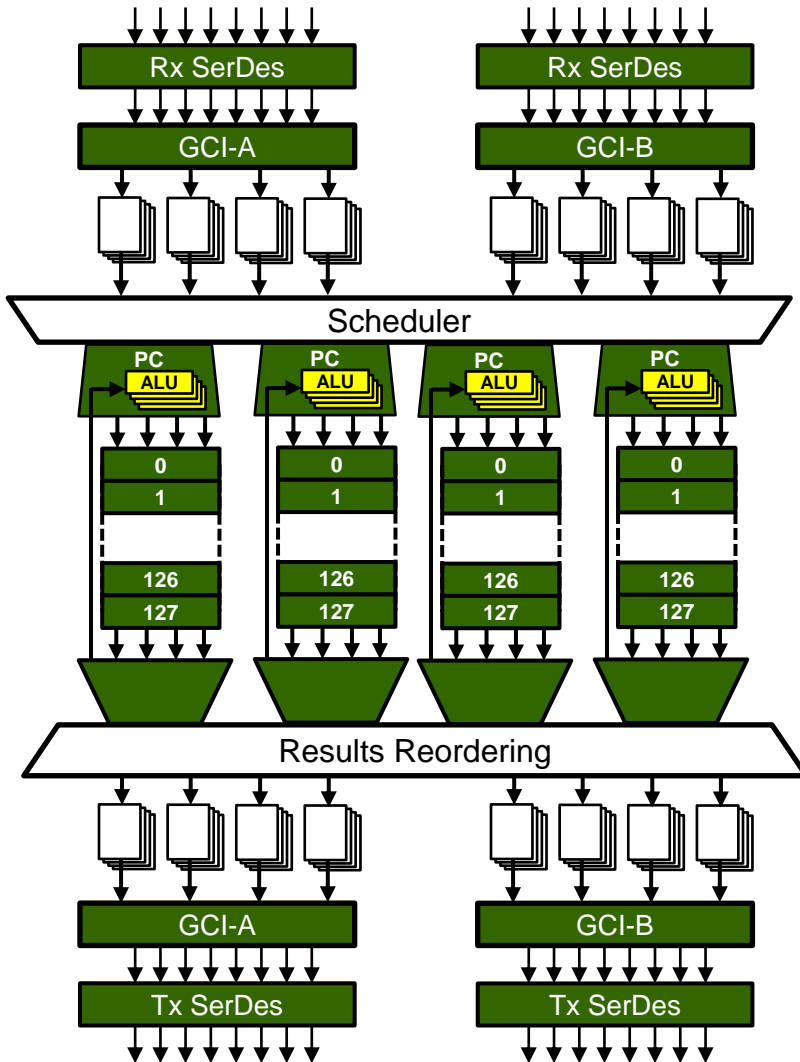 Rx SerDes
Rx SerDes
GCI-A
GCI-B
Scheduler
PC
PC
PC
PC
ALU
ALU
ALU
ALU
0
0
0
0
1
1
1
1
126
126
126
126
127
127
127
127
Results Reordering
GCI-A
GCI-B
Tx SerDes
Tx SerDes